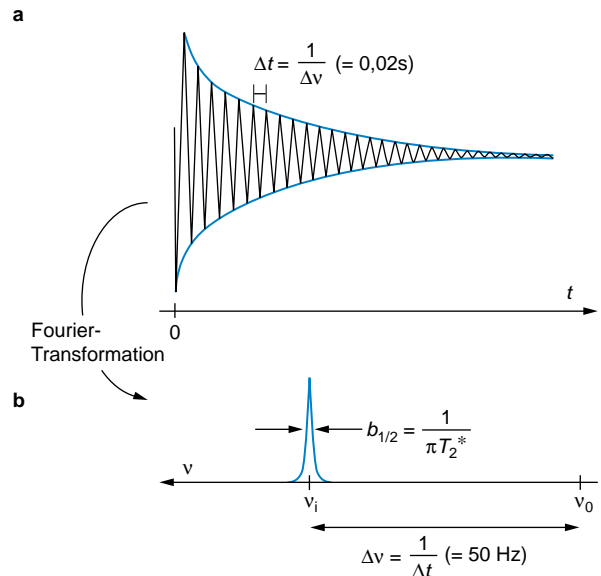 a
Δt = 1/Δν (= 0,02s)
t
0
Fourier-
Transformation
b
b1/2 = 1/πT2*
ν
νi
ν0
Δν = 1/Δt (= 50 Hz)